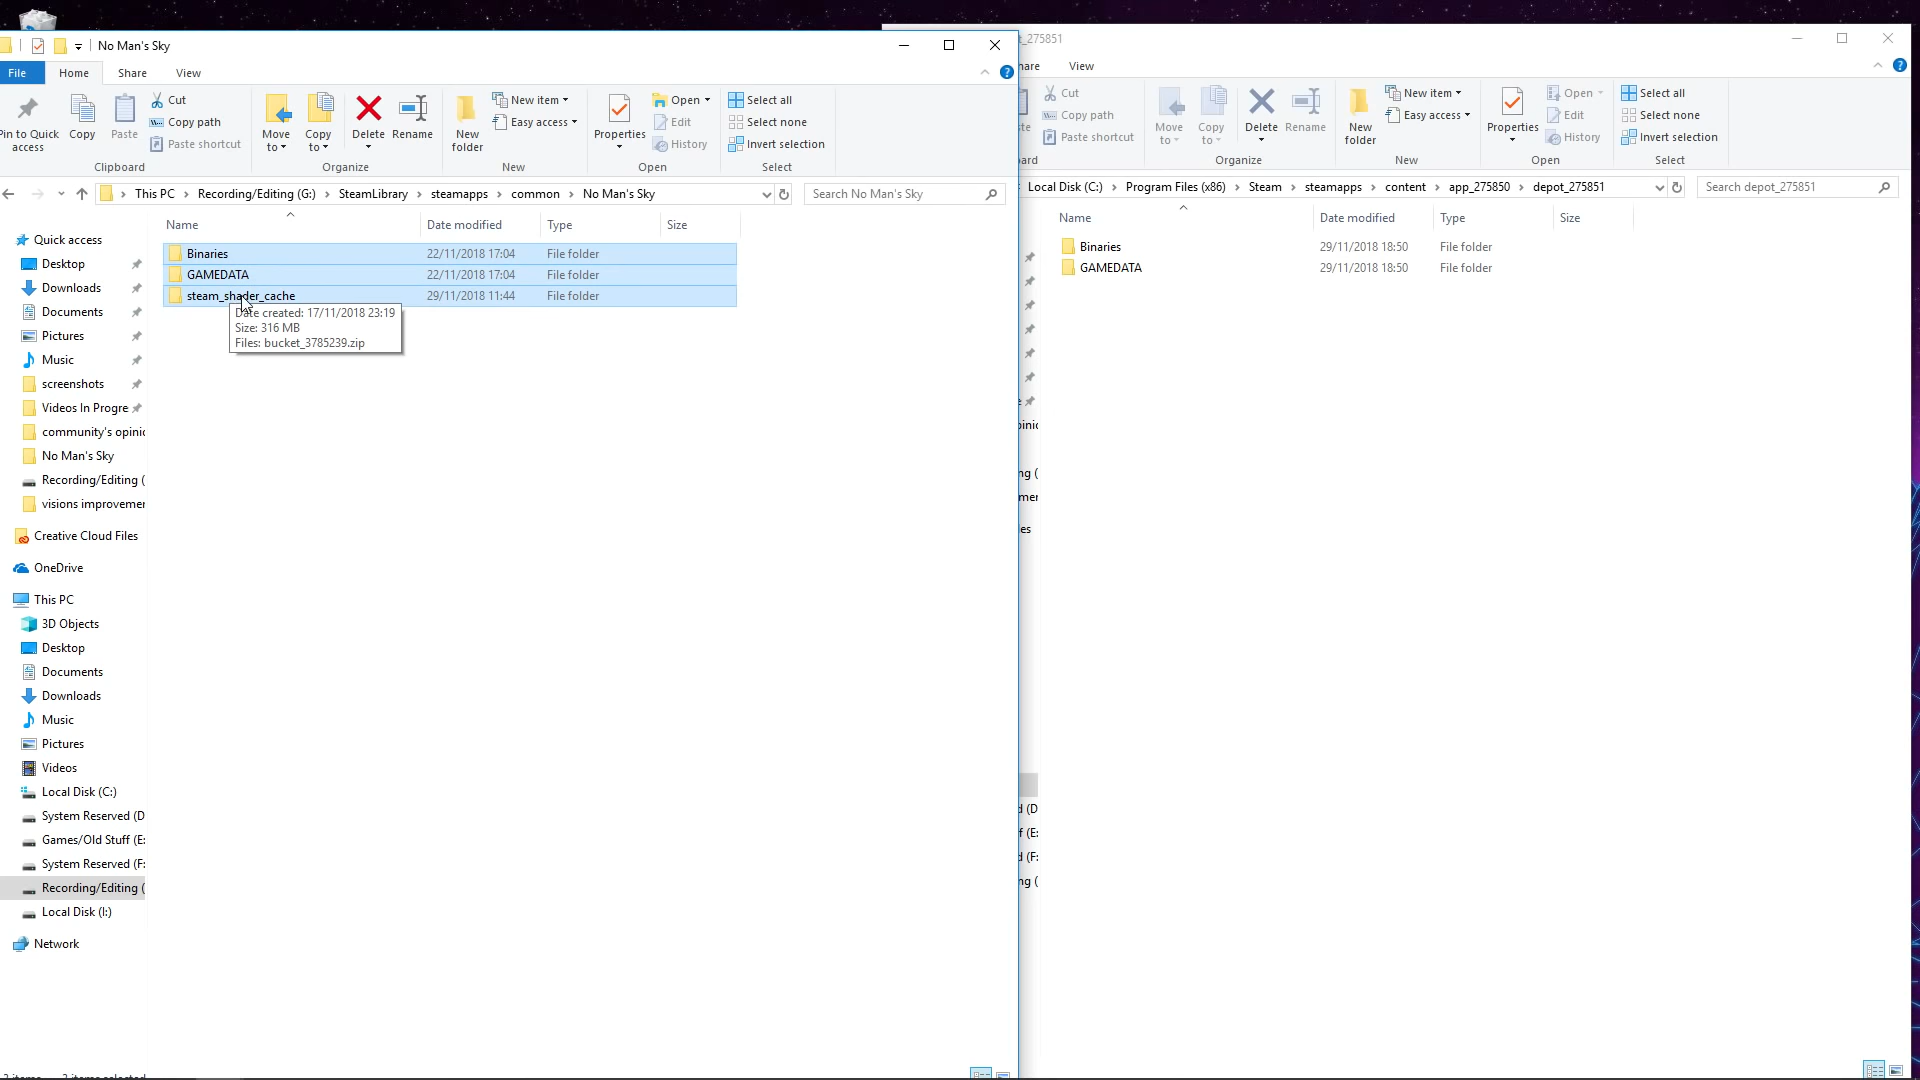 No Man's Sky
File
Home
Share
View
Pin to Quick
access
Copy
Paste
Cut
Copy path
Paste shortcut
Clipboard
Move
to
Copy
to
Delete
Rename
Organize
New
folder
New item
Easy access
New
Properties
Open
Edit
History
Open
Select all
Select none
Invert selection
Select
This PC
Recording/Editing (G:)
SteamLibrary
steamapps
common
No Man's Sky
Search No Man's Sky
Name
Date modified
Type
Size
Binaries 22/11/2018 17:04 File folder
GAMEDATA 22/11/2018 17:04 File folder
steam_shader_cache 29/11/2018 11:44 File folder
Date created: 17/11/2018 23:19
Size: 316 MB
Files: bucket_3785239.zip
Quick access
Desktop
Downloads
Documents
Pictures
Music
screenshots
Videos In Progre
community's opinio
No Man's Sky
Recording/Editing (
visions improvemer
Creative Cloud Files
OneDrive
This PC
3D Objects
Desktop
Documents
Downloads
Music
Pictures
Videos
Local Disk (C:)
System Reserved (D
Games/Old Stuff (E:
System Reserved (F:
Recording/Editing (
Local Disk (I:)
Network
_275851
hare
View
ste
Cut
Copy path
Paste shortcut
ard
Move
to
Copy
to
Delete
Rename
Organize
New
folder
New item
Easy access
New
Properties
Open
Edit
History
Open
Select all
Select none
Invert selection
Select
Local Disk (C:)
Program Files (x86)
Steam
steamapps
content
app_275850
depot_275851
Search depot_275851
Name
Date modified
Type
Size
Binaries 29/11/2018 18:50 File folder
GAMEDATA 29/11/2018 18:50 File folder
ng (
mer
les
d (D
f (E:
d (F:
ng (